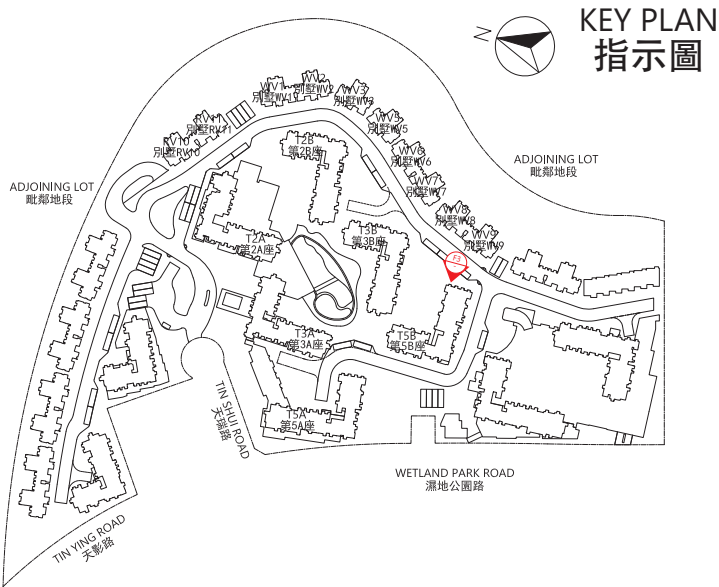 KEY PLAN
指示圖
N
WV1
別墅WV1
WV2
別墅WV2
WV3
別墅WV3
RV11
別墅RV11
RV10
別墅RV10
WV5
別墅WV5
WV6
別墅WV6
WV7
別墅WV7
WV8
別墅WV8
WV9
別墅WV9
T2B
第2B座
ADJOINING LOT
毗鄰地段
ADJOINING LOT
毗鄰地段
T2A
第2A座
T3B
第3B座
F3
T3A
第3A座
T5B
第5B座
T5A
第5A座
TIN SHUI ROAD
天瑞路
WETLAND PARK ROAD
濕地公園路
TIN YING ROAD
天影路